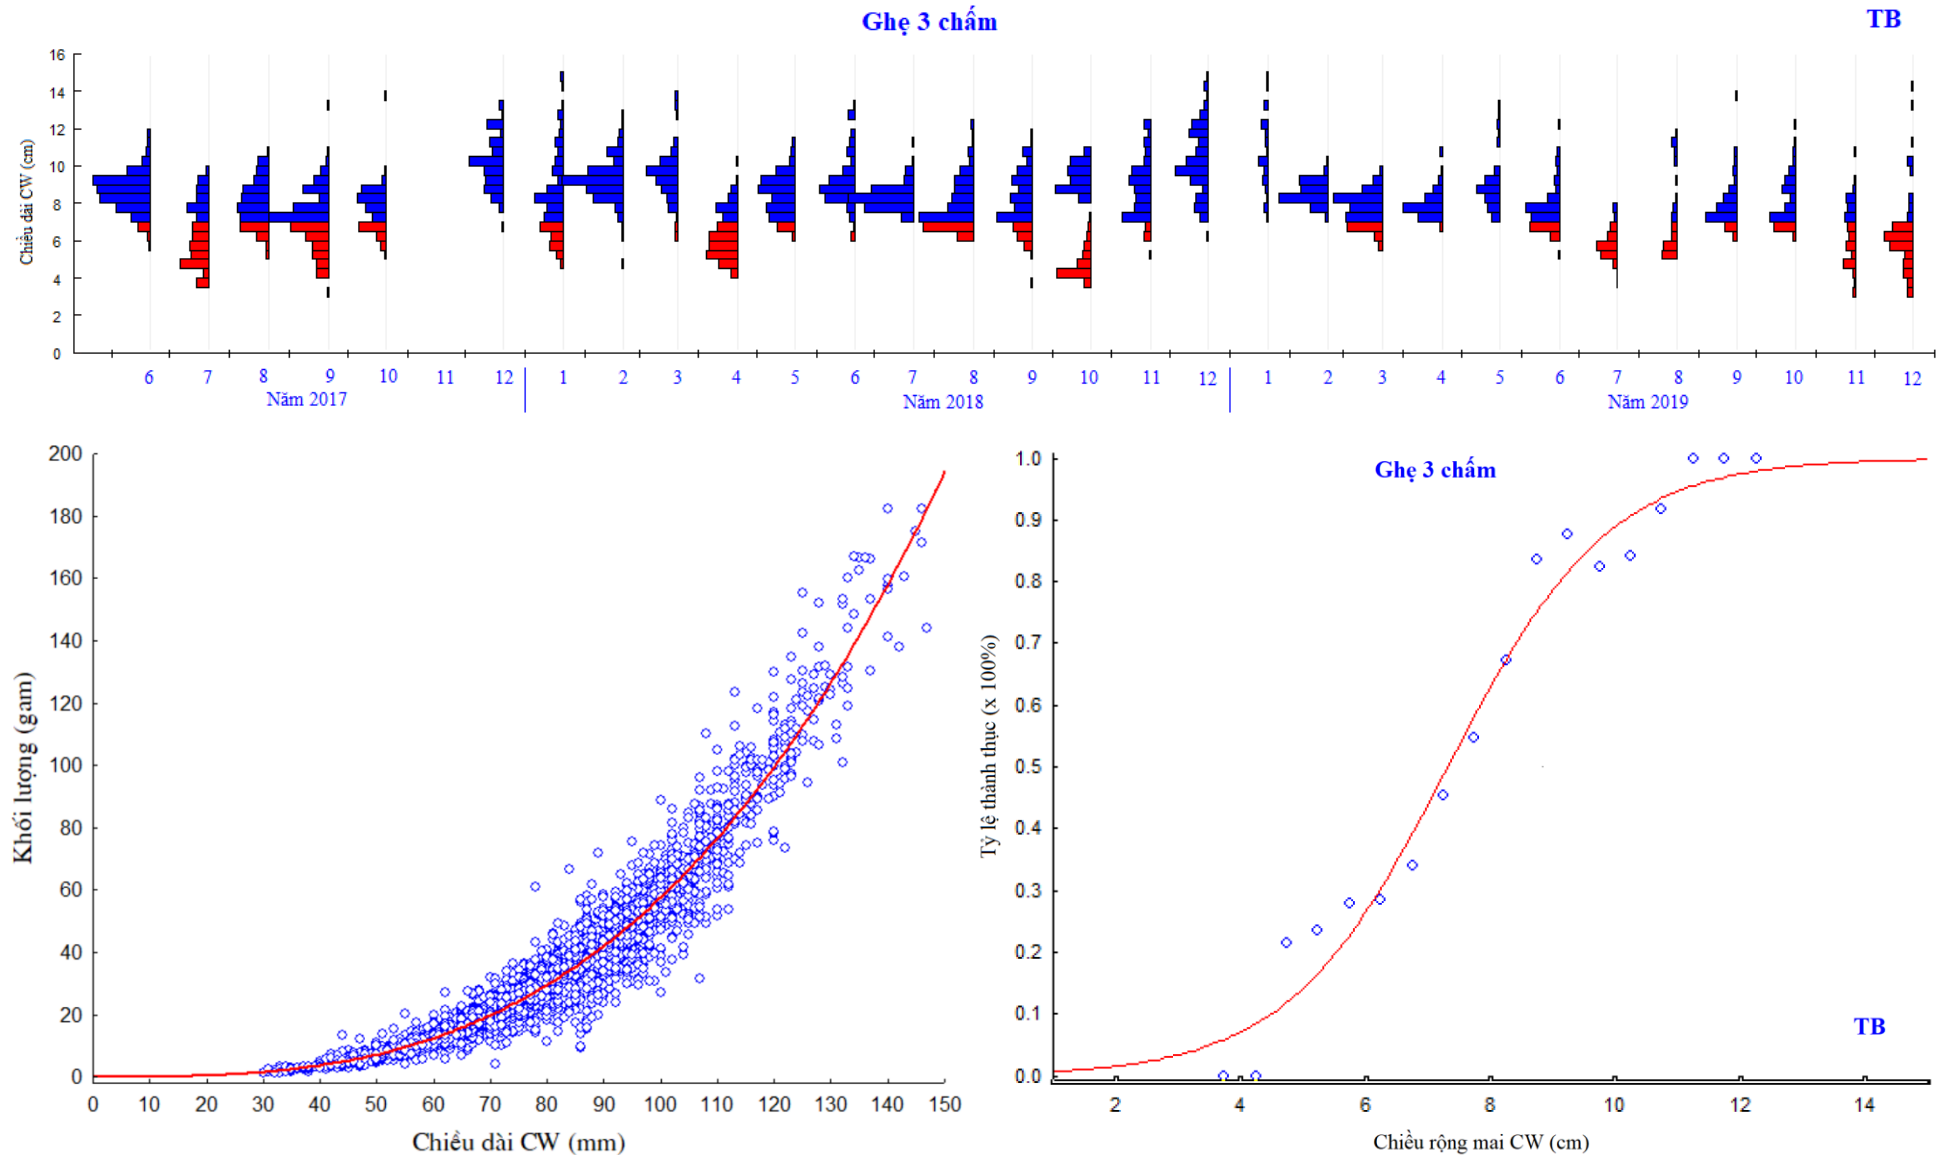 Ghẹ 3 chấm
TB
Chiều dài CW (cm)
16
14
12
10
8
6
4
2
0
6 7 8 9 10 11 12 1 2 3 4 5 6 7 8 9 10 11 12 1 2 3 4 5 6 7 8 9 10 11 12
Năm 2017 Năm 2018 Năm 2019
Khối lượng (gam)
200
180
160
140
120
100
80
60
40
20
0
0 10 20 30 40 50 60 70 80 90 100 110 120 130 140 150
Chiều dài CW (mm)
Ghẹ 3 chấm
Tỷ lệ thành thục (x 100%)
1.0
0.9
0.8
0.7
0.6
0.5
0.4
0.3
0.2
0.1
0.0
TB
2 4 6 8 10 12 14
Chiều rộng mai CW (cm)